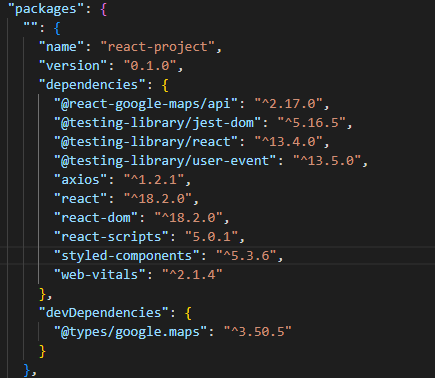 "packages": {
"": {
"name": "react-project",
"version": "0.1.0",
"dependencies": {
"@react-google-maps/api": "^2.17.0",
"@testing-library/jest-dom": "^5.16.5",
"@testing-library/react": "^13.4.0",
"@testing-library/user-event": "^13.5.0",
"axios": "^1.2.1",
"react": "^18.2.0",
"react-dom": "^18.2.0",
"react-scripts": "5.0.1",
"styled-components": "^5.3.6",
"web-vitals": "^2.1.4"
},
"devDependencies": {
"@types/google.maps": "^3.50.5"
}
},